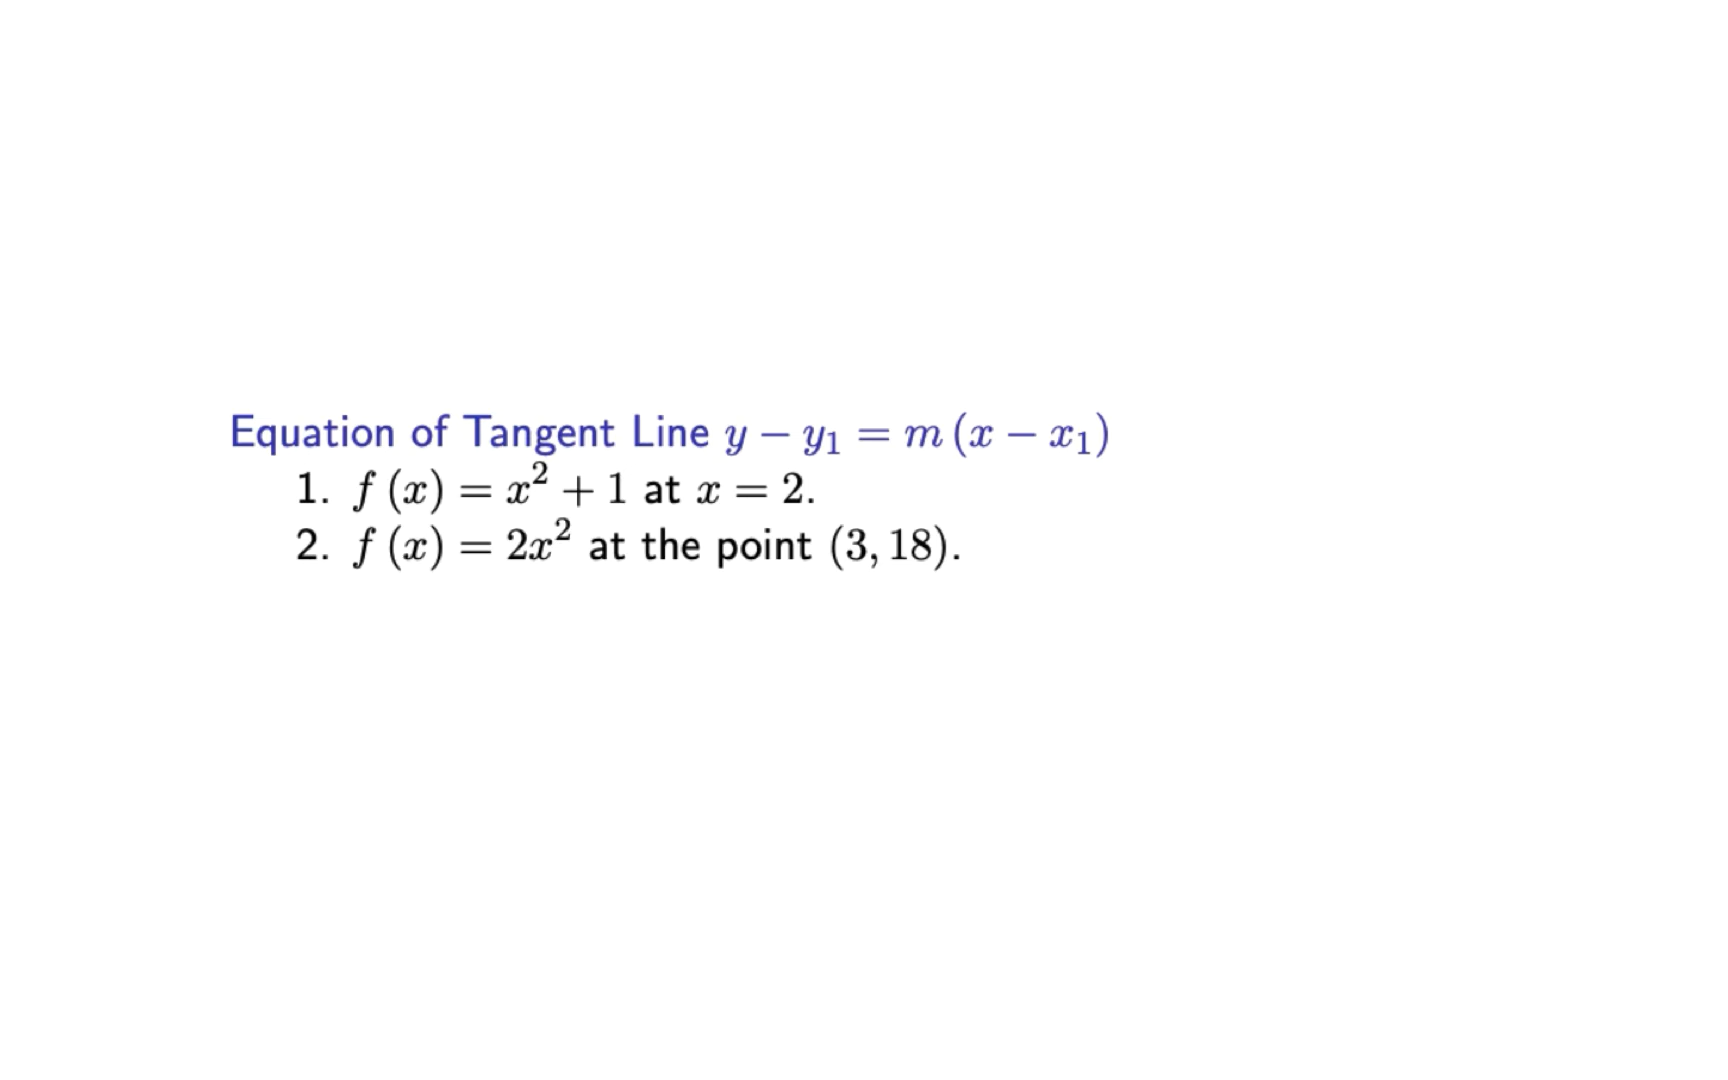 Equation of Tangent Line y − y₁ = m (x − x₁)
1. f (x) = x² + 1 at x = 2.
2. f (x) = 2x² at the point (3, 18).